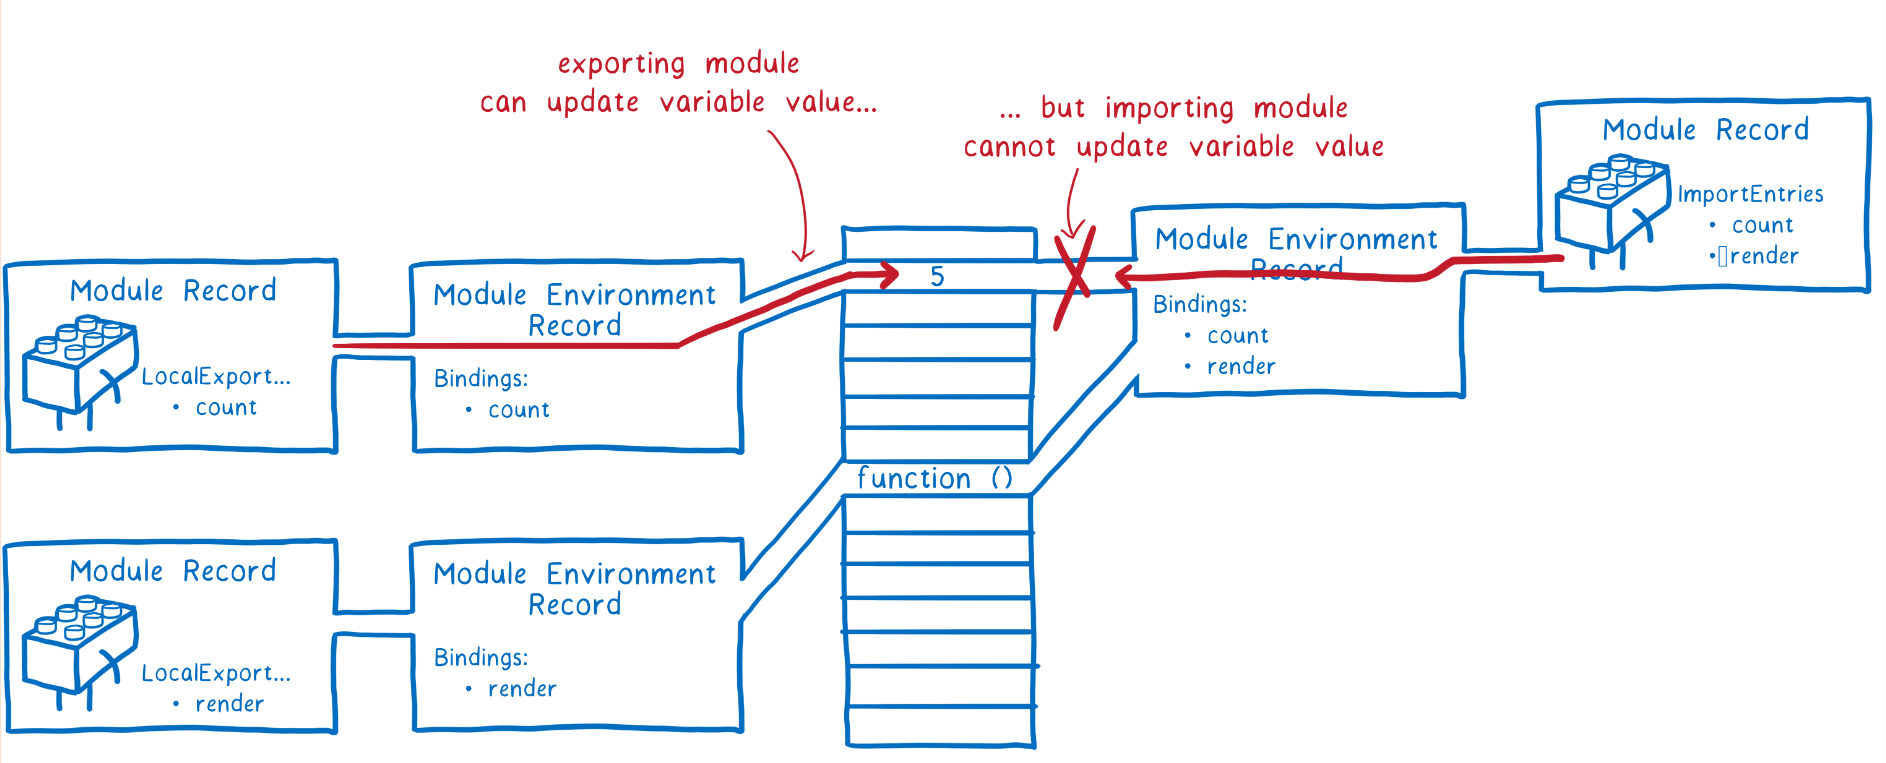 exporting module
can update variable value...
... but importing module
cannot update variable value
Module Record
ImportEntries
• count
• render
Module Environment
Record
Bindings:
• count
• render
5
function ()
Module Record
LocalExport...
• count
Module Environment
Record
Bindings:
• count
Module Record
LocalExport...
• render
Module Environment
Record
Bindings:
• render